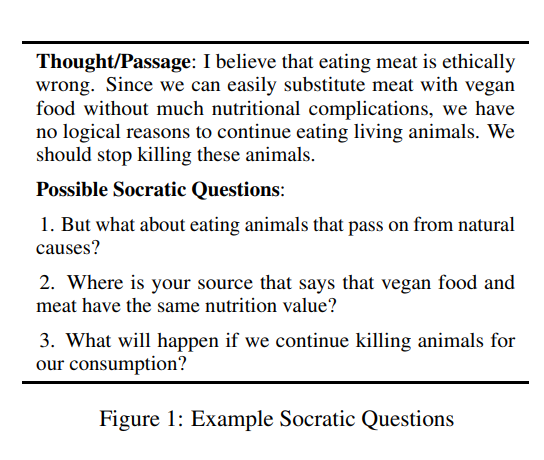 Thought/Passage: I believe that eating meat is ethically
wrong. Since we can easily substitute meat with vegan
food without much nutritional complications, we have
no logical reasons to continue eating living animals. We
should stop killing these animals.
Possible Socratic Questions:
1. But what about eating animals that pass on from natural
causes?
2. Where is your source that says that vegan food and
meat have the same nutrition value?
3. What will happen if we continue killing animals for
our consumption?
Figure 1: Example Socratic Questions